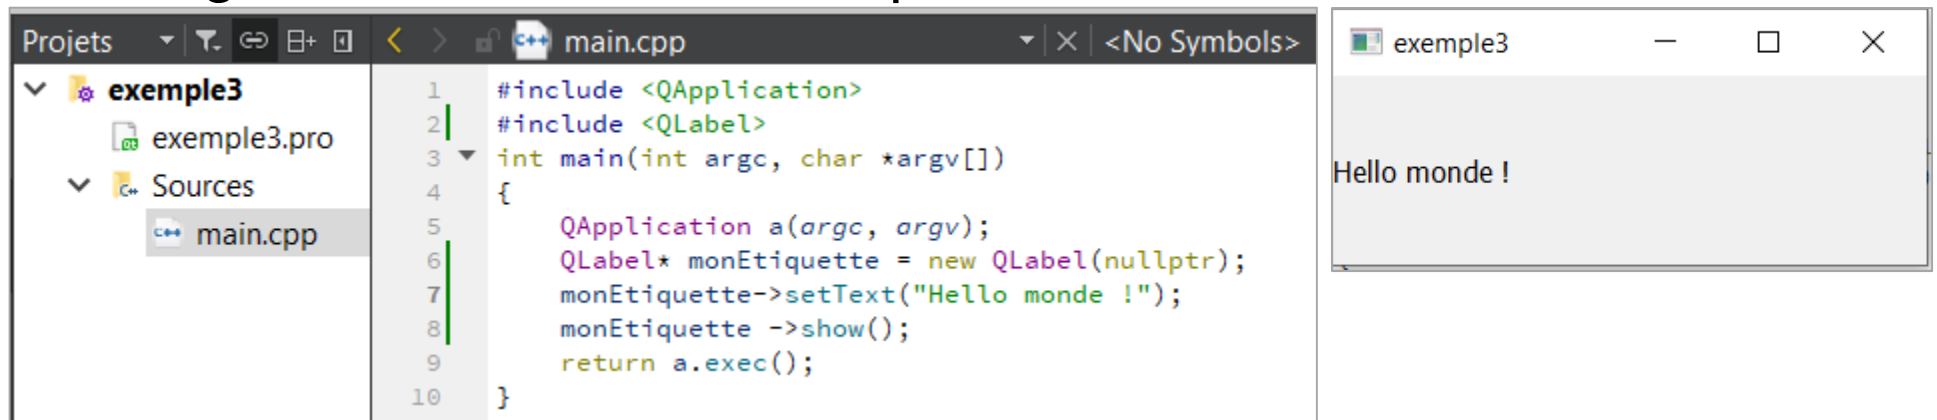 Projets
main.cpp
<No Symbols>
exemple3
exemple3.pro
Sources
main.cpp
1 #include <QApplication>
2 #include <QLabel>
3 int main(int argc, char *argv[])
4 {
5 QApplication a(argc, argv);
6 QLabel* monEtiquette = new QLabel(nullptr);
7 monEtiquette->setText("Hello monde !");
8 monEtiquette ->show();
9 return a.exec();
10 }
exemple3
Hello monde !